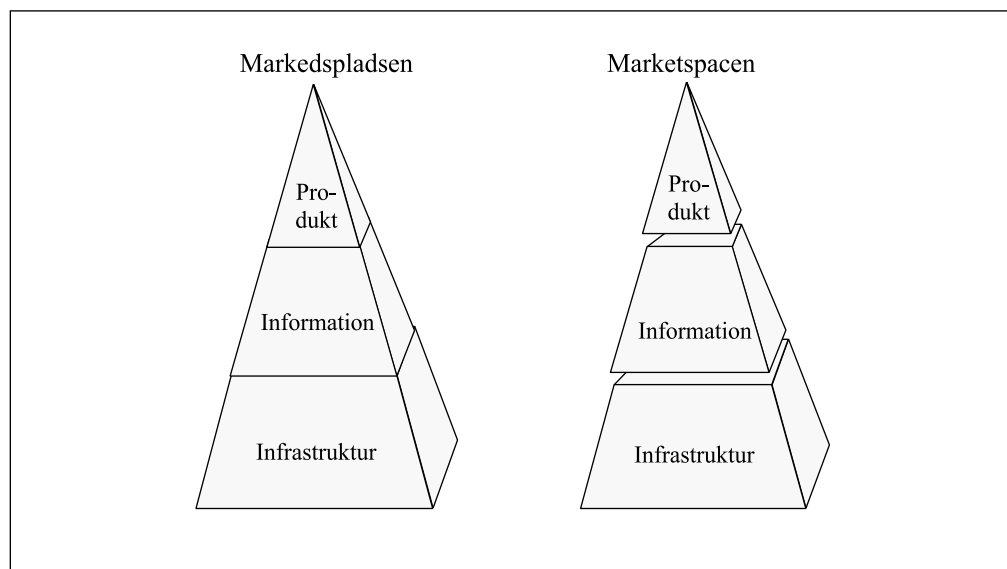 Markedspladsen
Pro-
dukt
Information
Infrastruktur
Marketspacen
Pro-
dukt
Information
Infrastruktur